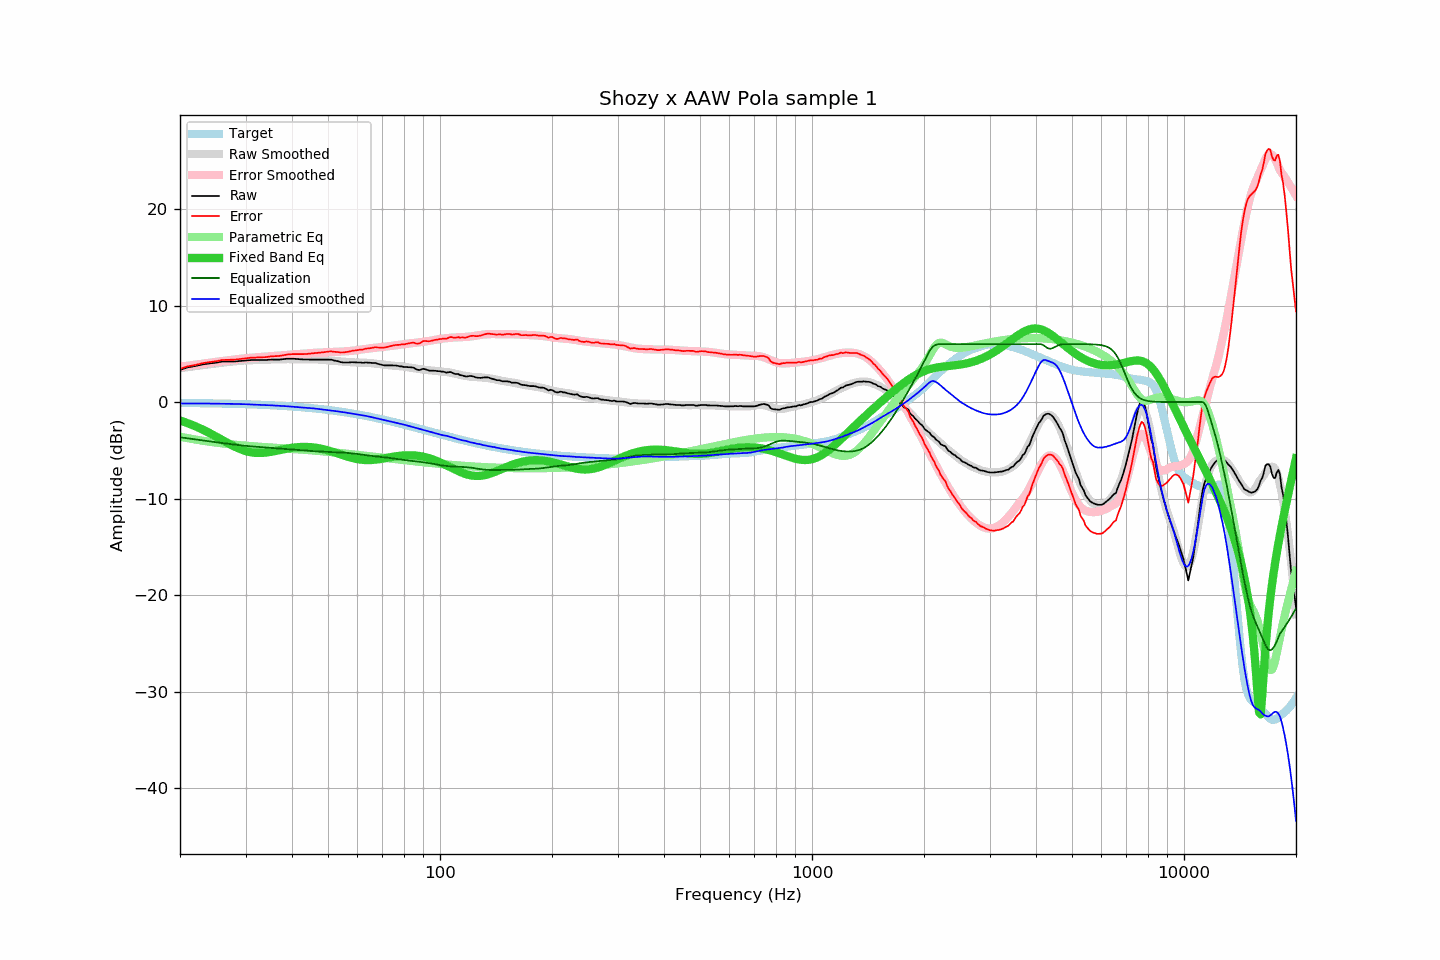 Shozy x AAW Pola sample 1
Target
Raw Smoothed
Error Smoothed
Raw
Error
Parametric Eq
Fixed Band Eq
Equalization
Equalized smoothed
20
10
0
−10
−20
−30
−40
Amplitude (dBr)
100
1000
10000
Frequency (Hz)